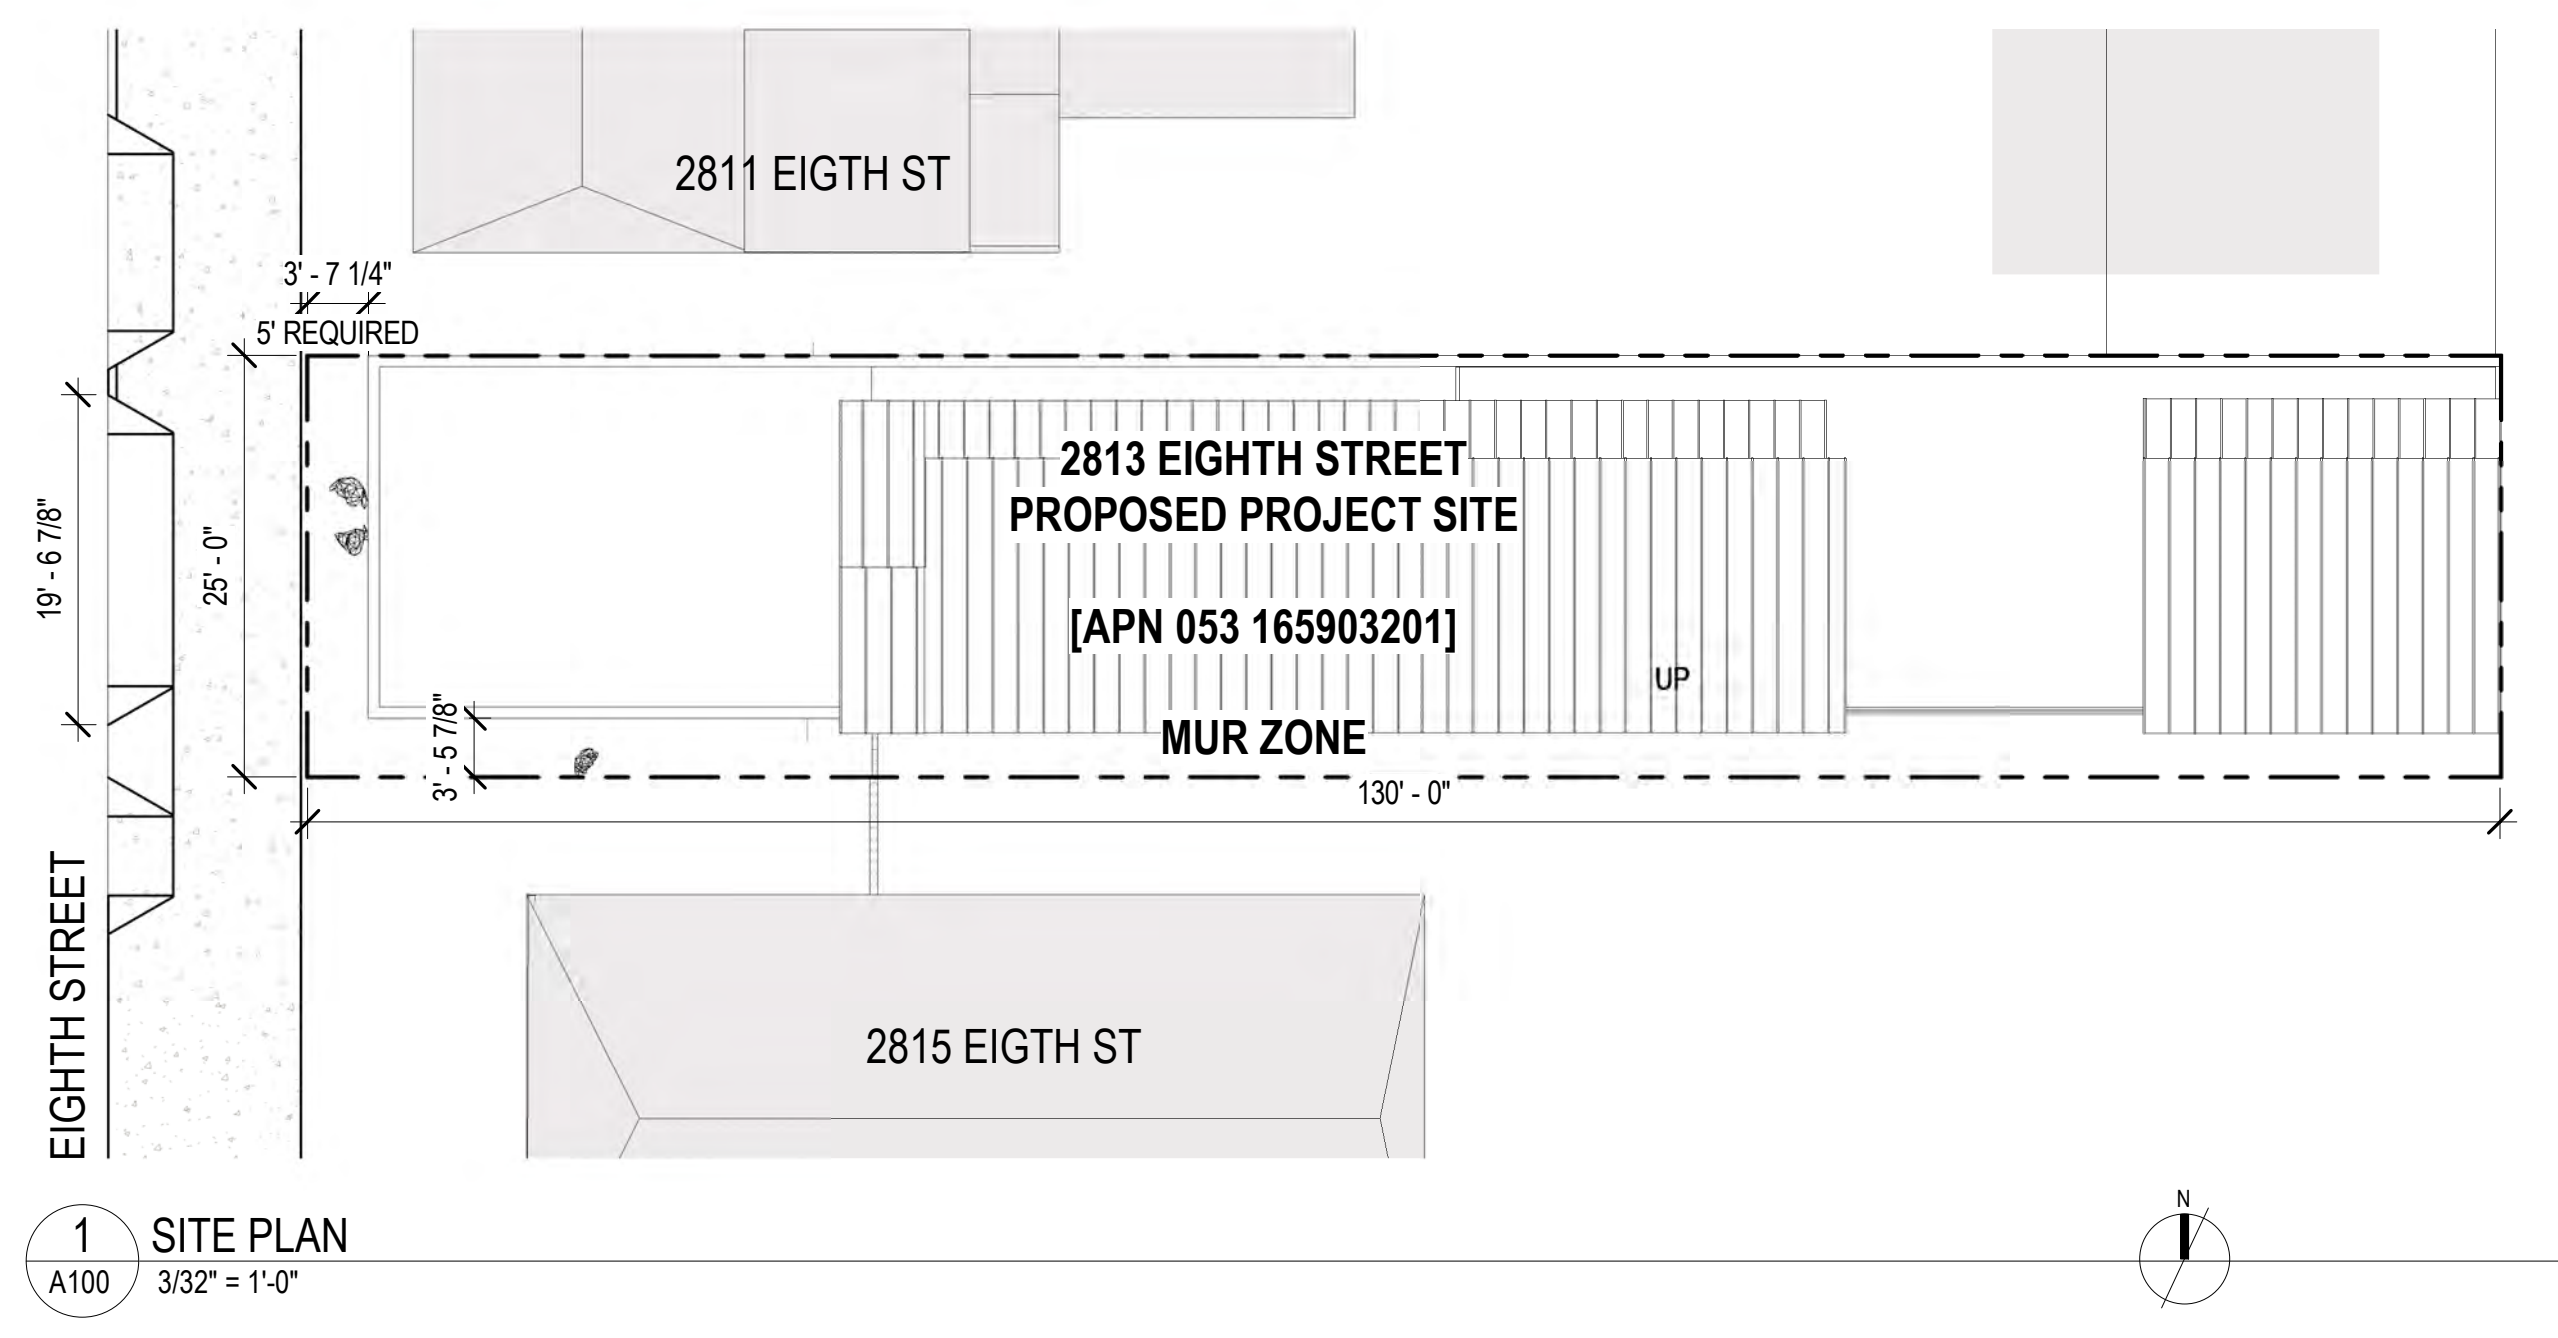 2811 EIGTH ST
3' - 7 1/4"
5' REQUIRED
19' - 6 7/8"
25' - 0"
2813 EIGHTH STREET
PROPOSED PROJECT SITE
[APN 053 165903201]
UP
MUR ZONE
3' - 5 7/8"
130' - 0"
EIGHTH STREET
2815 EIGTH ST
N
1
SITE PLAN
A100
3/32" = 1'-0"